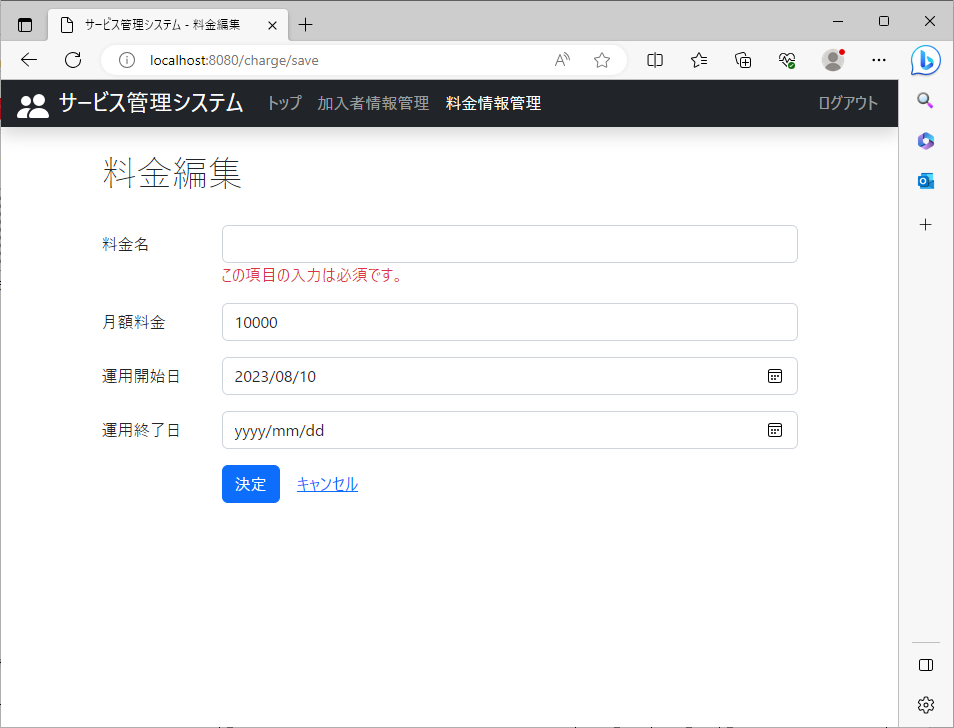 サービス管理システム - 料金編集
localhost:8080/charge/save
サービス管理システム トップ 加入者情報管理 料金情報管理 ログアウト
料金編集
料金名
この項目の入力は必須です。
月額料金 10000
運用開始日 2023/08/10
運用終了日 yyyy/mm/dd
決定 キャンセル